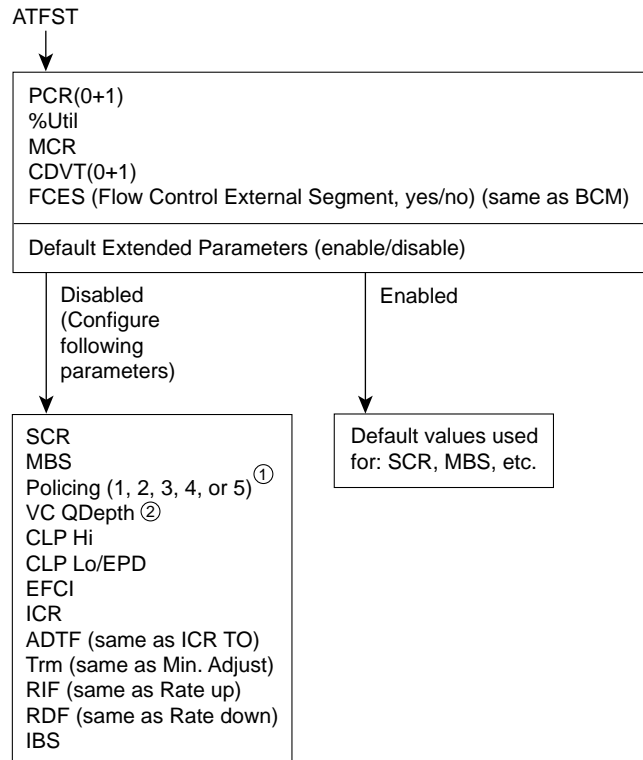 ATFST
PCR(0+1)
%Util
MCR
CDVT(0+1)
FCES (Flow Control External Segment, yes/no) (same as BCM)
Default Extended Parameters (enable/disable)
Disabled
(Configure
following
parameters)
Enabled
SCR
MBS
Policing (1, 2, 3, 4, or 5) ①
VC QDepth ②
CLP Hi
CLP Lo/EPD
EFCI
ICR
ADTF (same as ICR TO)
Trm (same as Min. Adjust)
RIF (same as Rate up)
RDF (same as Rate down)
IBS
Default values used
for: SCR, MBS, etc.